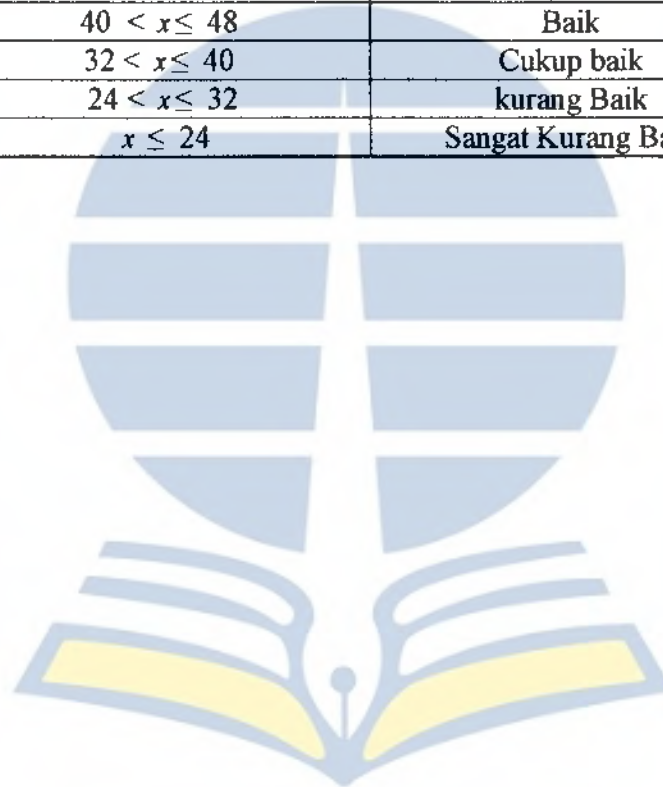 40 < x ≤ 48 Baik
32 < x ≤ 40 Cukup baik
24 < x ≤ 32 kurang Baik
x ≤ 24 Sangat Kurang